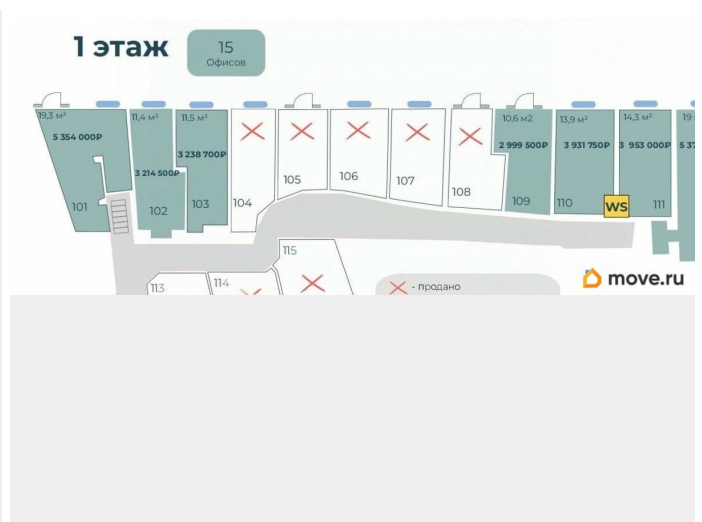 1 этаж
15
Офисов
19,3 м²
5 354 000₽
101
11,4 м²
3 214 500₽
102
11,5 м²
3 238 700₽
103
104
105
106
107
108
10,6 м2
2 999 500₽
109
13,9 м²
3 931 750₽
110
WS
14,3 м²
3 953 000₽
111
19
5 37
113
114
115
- продано
move.ru